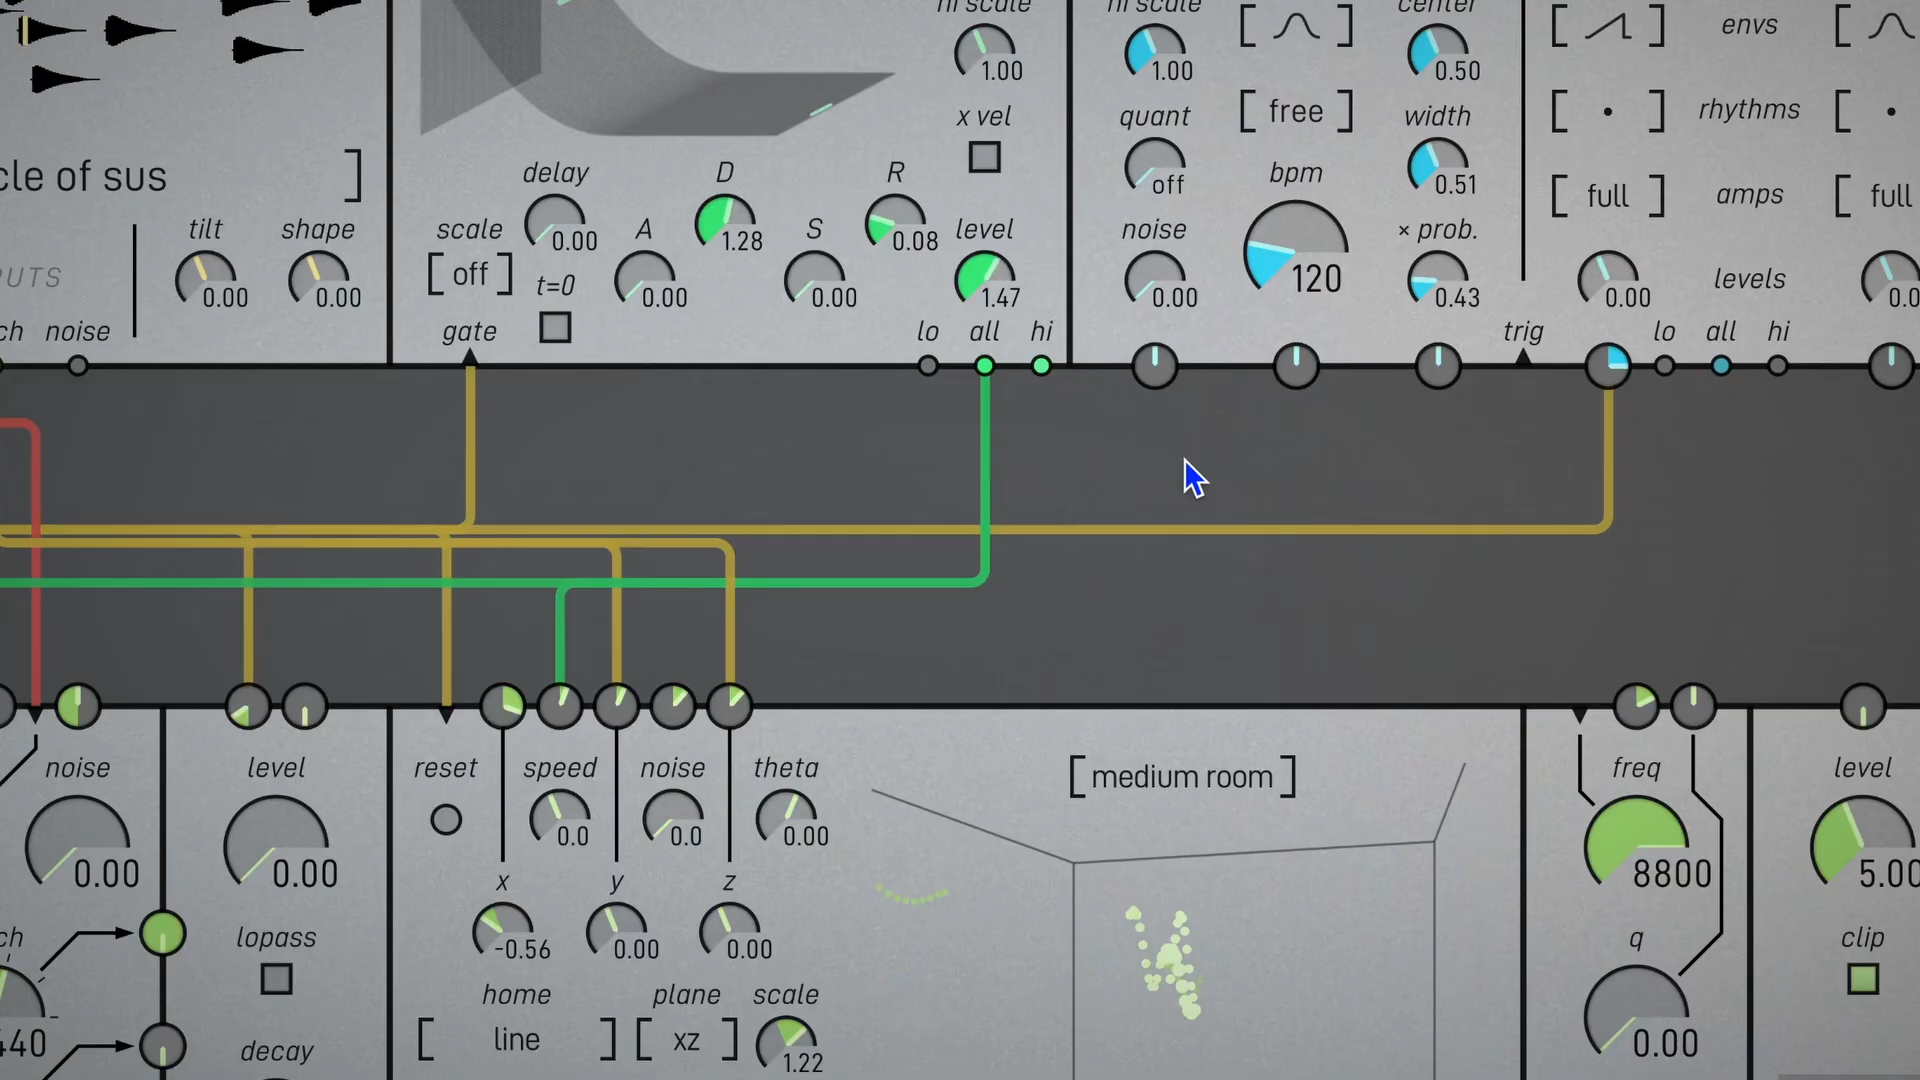 hi scale
1.00
x vel
cle of sus
tilt
0.00
shape
0.00
PUTS
ch noise
delay
0.00
scale
[ off ]
t=0
gate
A
0.00
D
1.28
S
0.00
R
0.08
level
1.47
lo all hi
hi scale
1.00
quant
off
noise
0.00
[ free ]
bpm
120
center
0.50
width
0.51
× prob.
0.43
trig
envs
rhythms
[ full ] amps [ full
0.00 levels 0.0
lo all hi
noise
0.00
ch
440
level
0.00
lopass
decay
reset
speed
0.0
noise
0.0
theta
0.00
x
-0.56
y
0.00
z
0.00
home
[ line ]
plane
[ xz ]
scale
1.22
[ medium room ]
freq
8800
q
0.00
level
5.00
clip